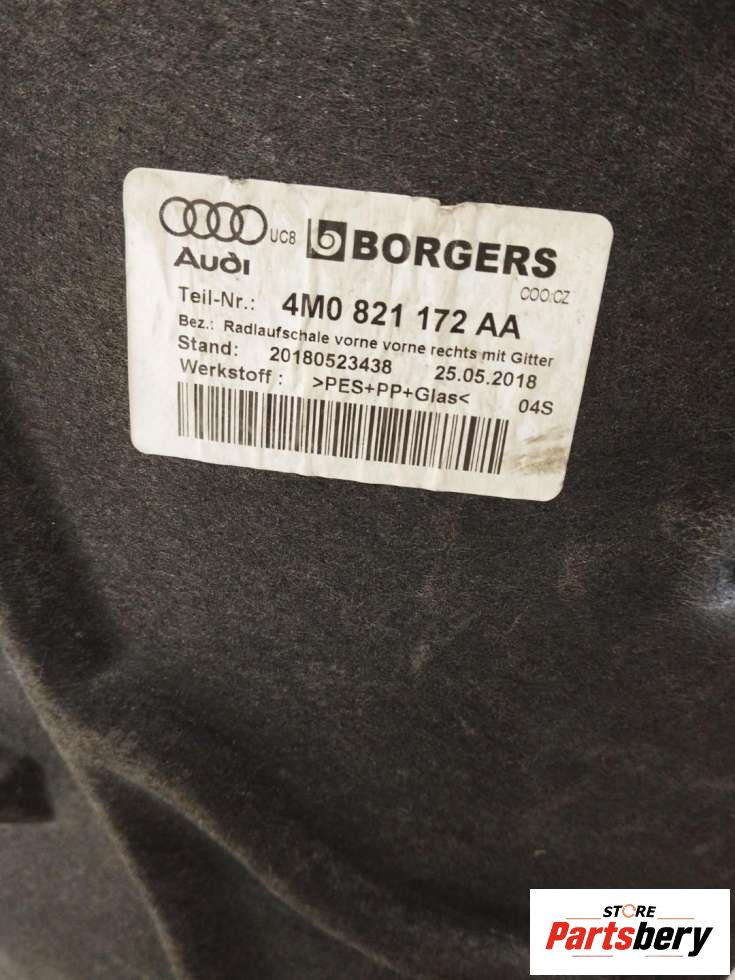 UC8 b BORGERS
Audi
COO:CZ
Teil-Nr.: 4M0 821 172 AA
Bez.: Radlaufschale vorne vorne rechts mit Gitter
Stand: 20180523438 25.05.2018
Werkstoff : >PES+PP+Glas< 04S
STORE
Partsbery